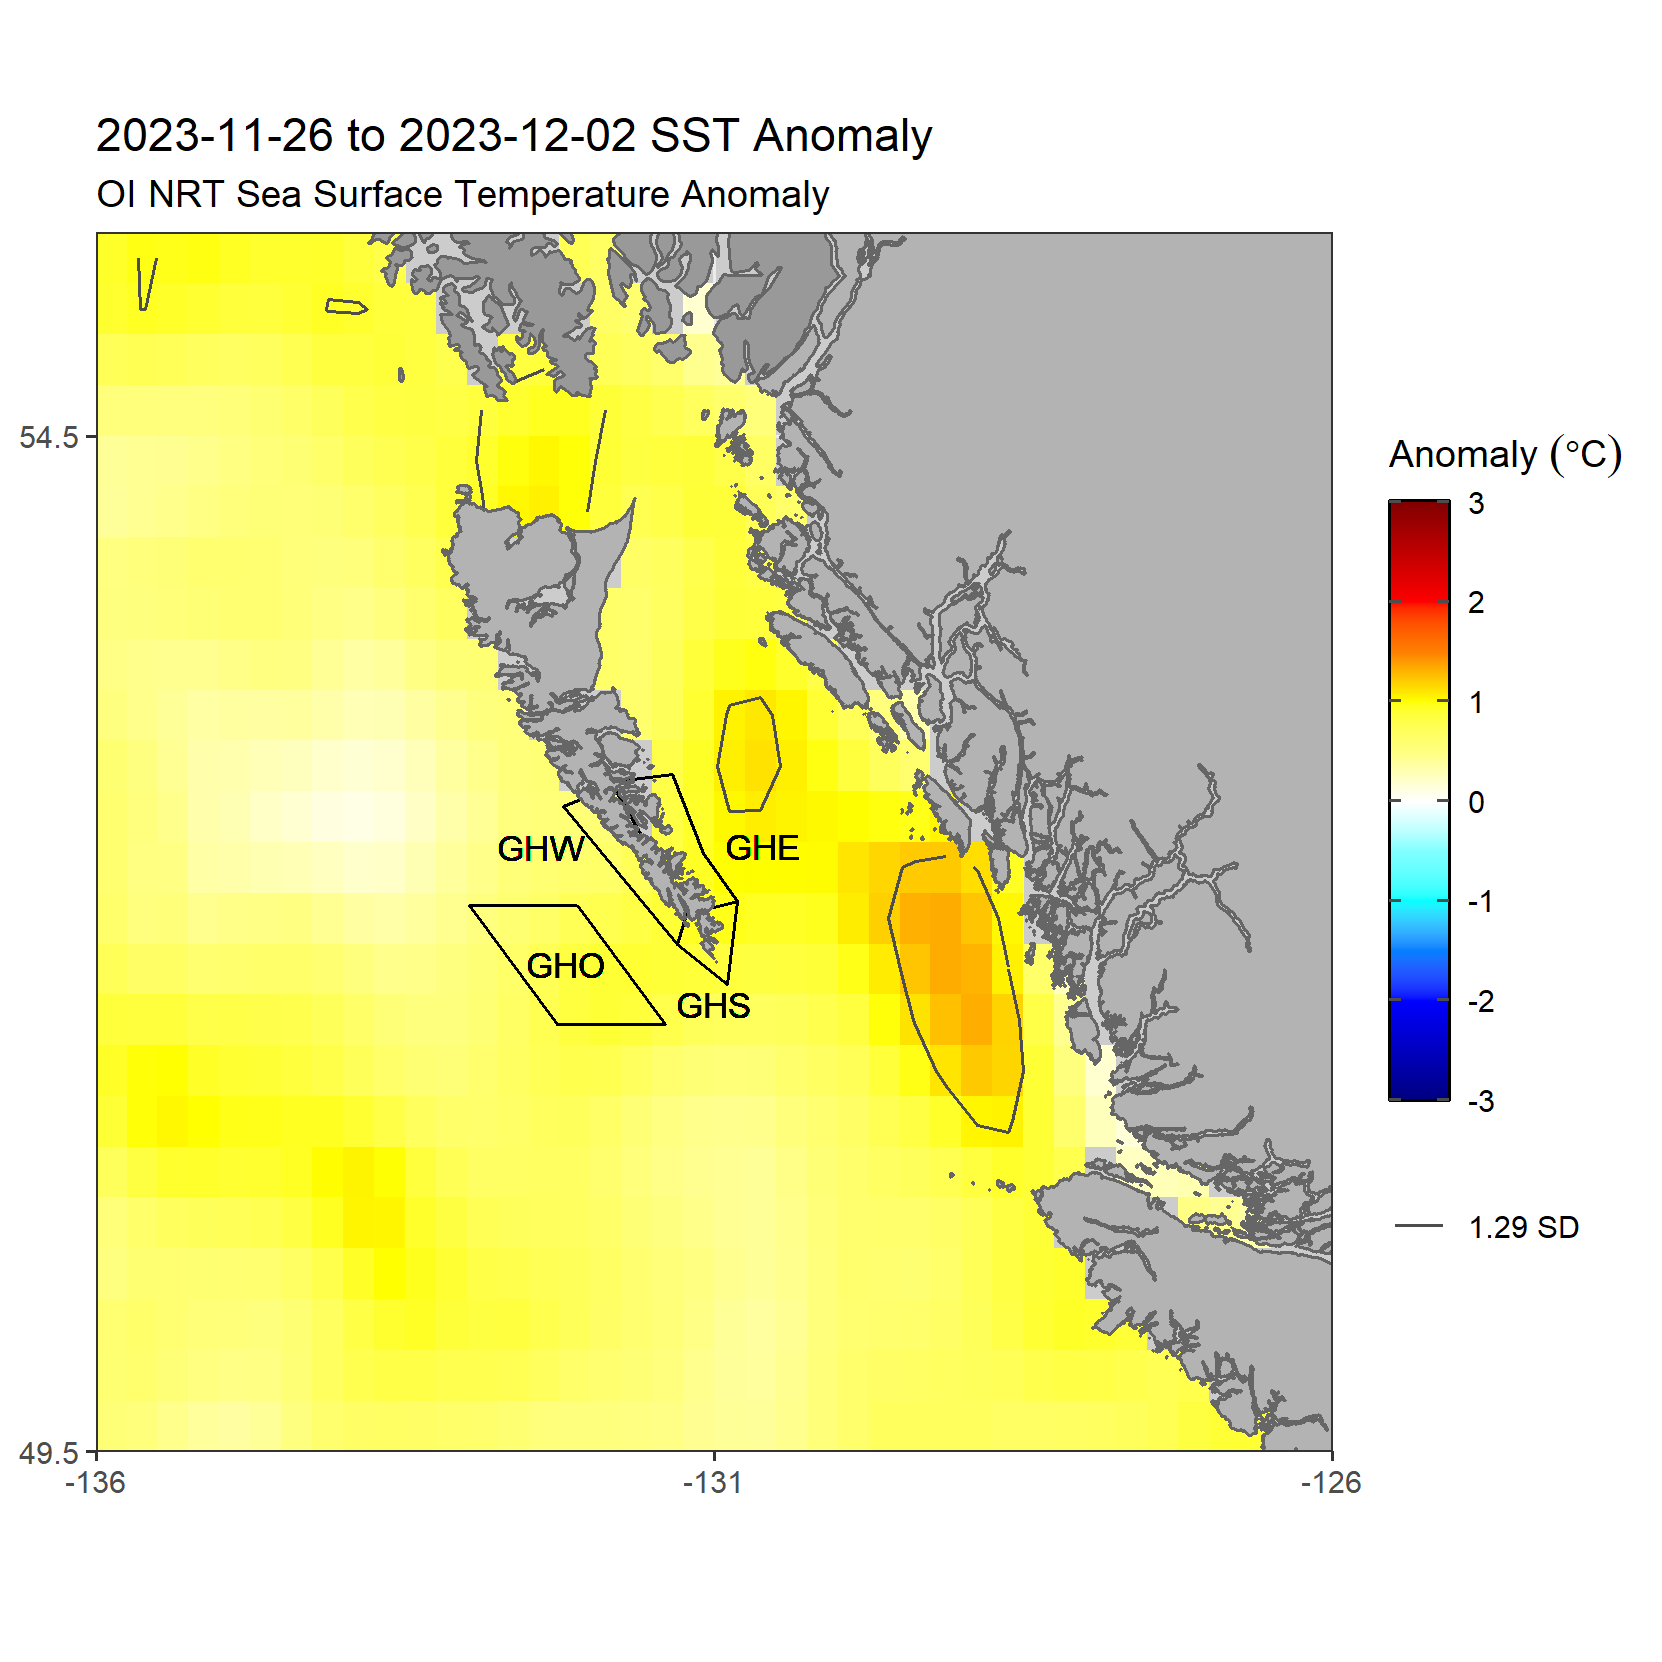 2023-11-26 to 2023-12-02 SST Anomaly
OI NRT Sea Surface Temperature Anomaly
54.5
49.5
-136
-131
-126
GHW
GHE
GHO
GHS
Anomaly (°C)
3
2
1
0
-1
-2
-3
1.29 SD